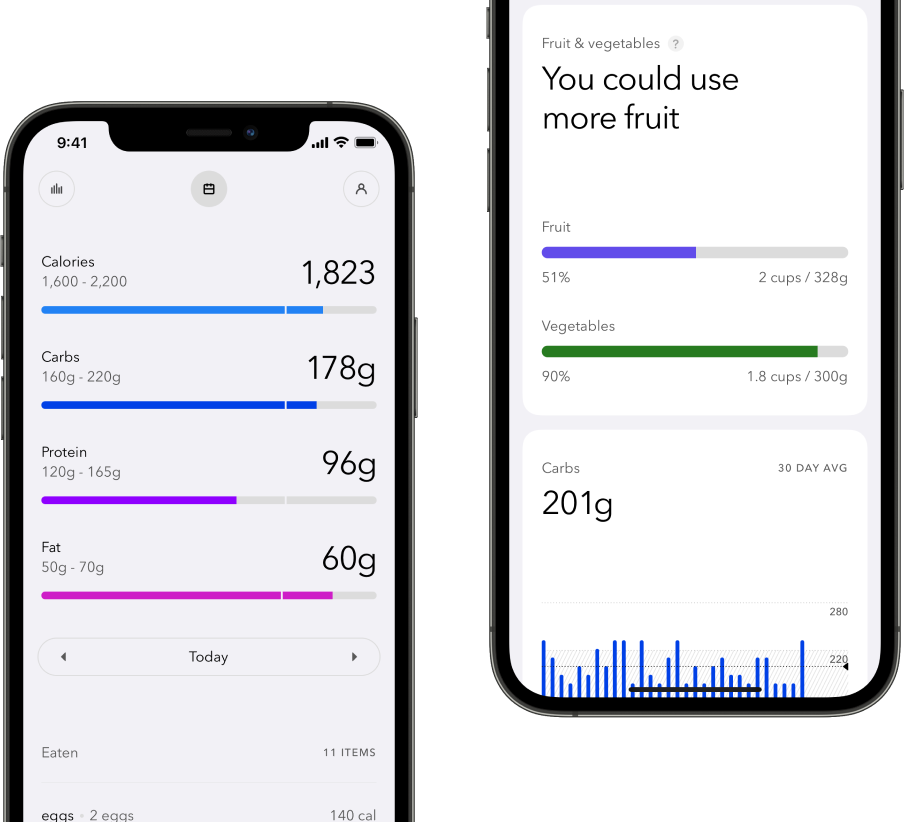 9:41
Calories
1,600 - 2,200
1,823
Carbs
160g - 220g
178g
Protein
120g - 165g
96g
Fat
50g - 70g
60g
Today
Eaten
11 ITEMS
eggs 2 eggs
140 cal
Fruit & vegetables ?
You could use
more fruit
Fruit
51%
2 cups / 328g
Vegetables
90%
1.8 cups / 300g
Carbs
30 DAY AVG
201g
280
220